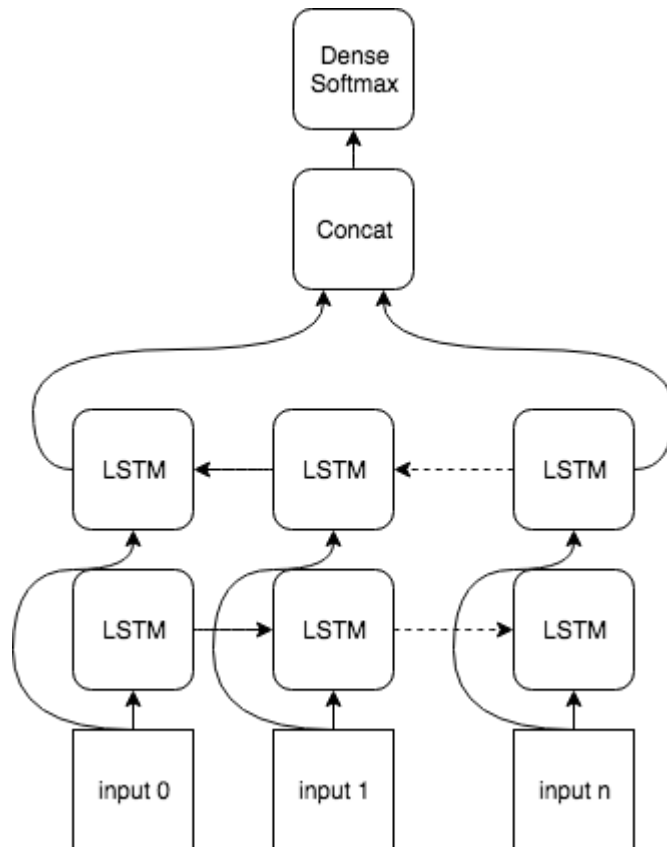 Dense
Softmax
Concat
LSTM
LSTM
LSTM
LSTM
LSTM
LSTM
input 0
input 1
input n